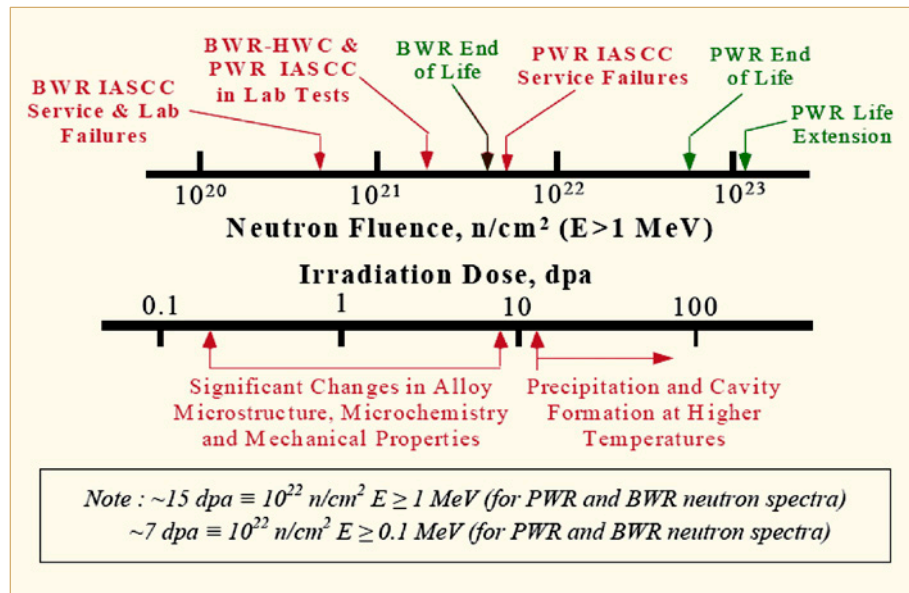 BWR-HWC &
PWR IASCC
in Lab Tests
BWR End
of Life
PWR IASCC
Service Failures
PWR End
of Life
BWR IASCC
Service & Lab
Failures
PWR Life
Extension
10²⁰
10²¹
10²²
10²³
Neutron Fluence, n/cm² (E>1 MeV)
Irradiation Dose, dpa
0.1
1
10
100
Significant Changes in Alloy
Microstructure, Microchemistry
and Mechanical Properties
Precipitation and Cavity
Formation at Higher
Temperatures
Note : ~15 dpa ≡ 10²² n/cm² E ≥ 1 MeV (for PWR and BWR neutron spectra)
~7 dpa ≡ 10²² n/cm² E ≥ 0.1 MeV (for PWR and BWR neutron spectra)